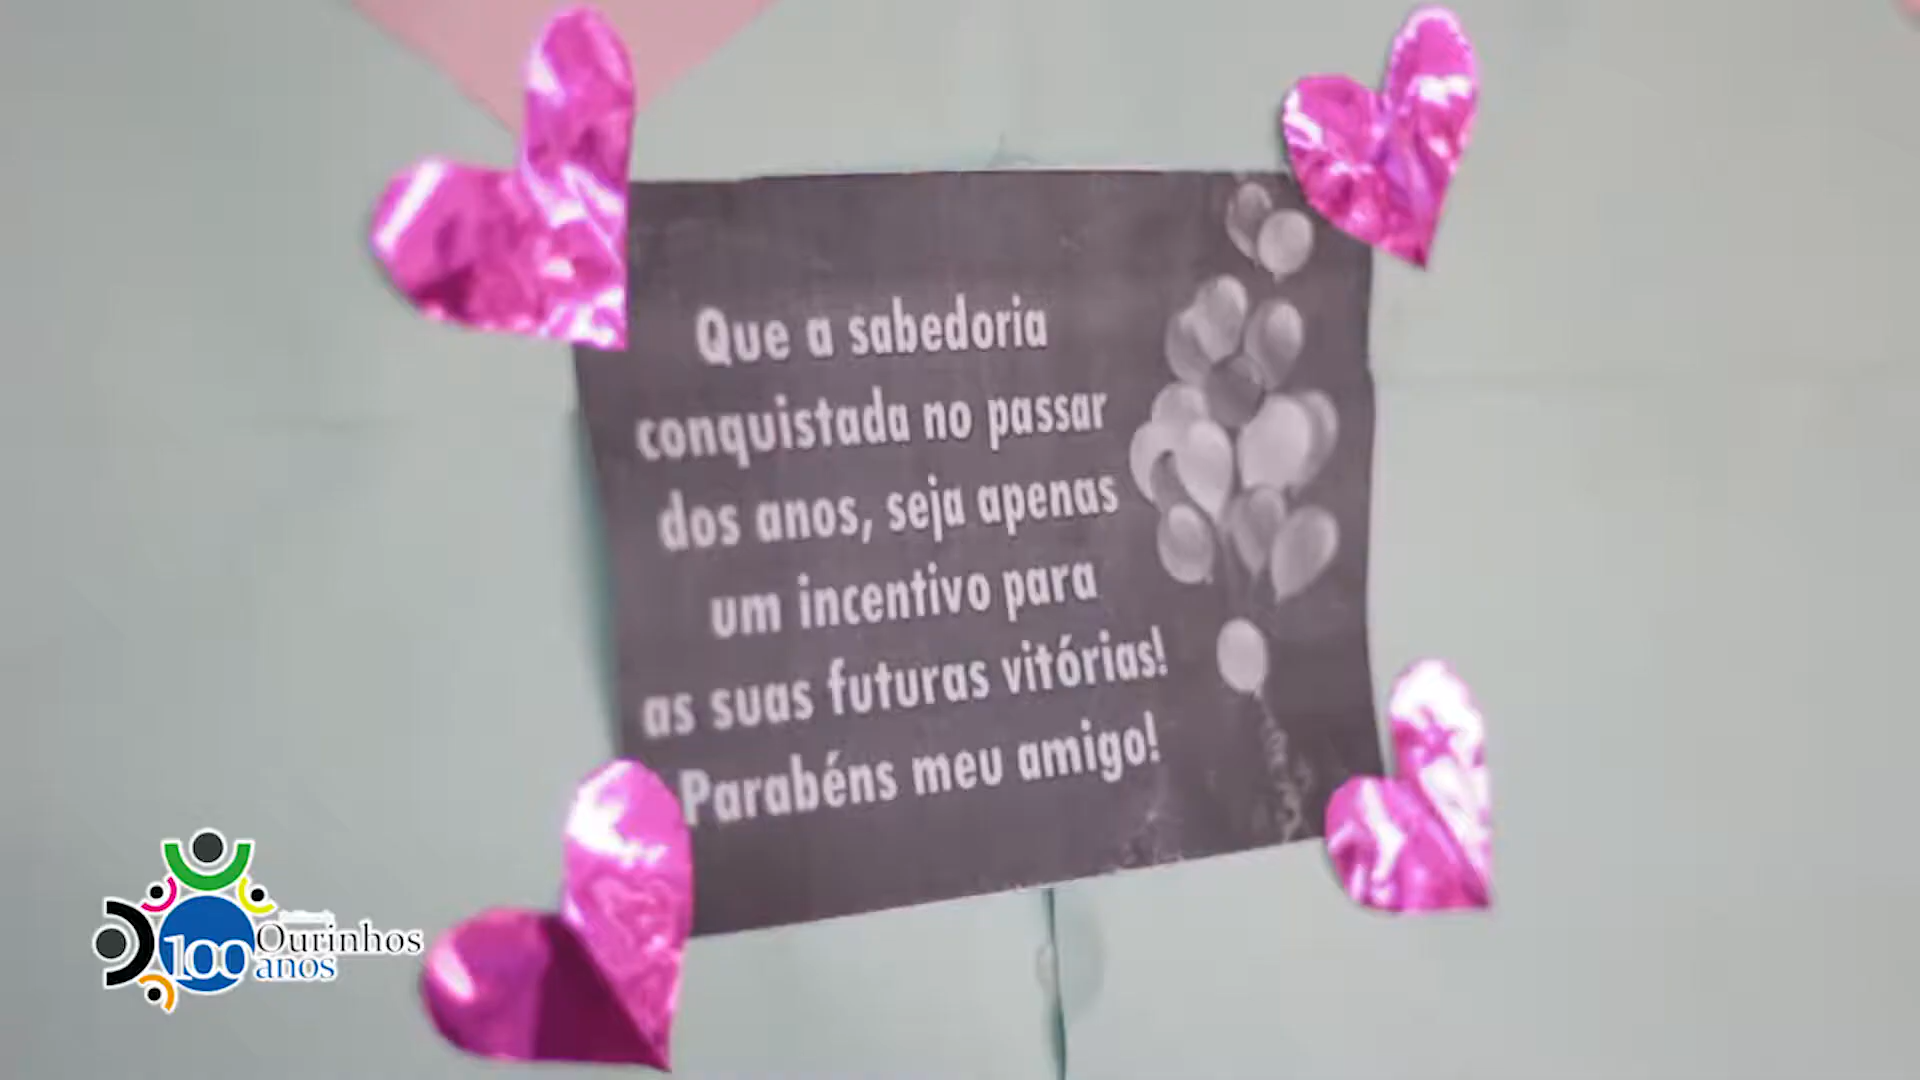 Que a sabedoria
conquistada no passar
dos anos, seja apenas
um incentivo para
as suas futuras vitórias!
Parabéns meu amigo!
100
Ourinhos
anos